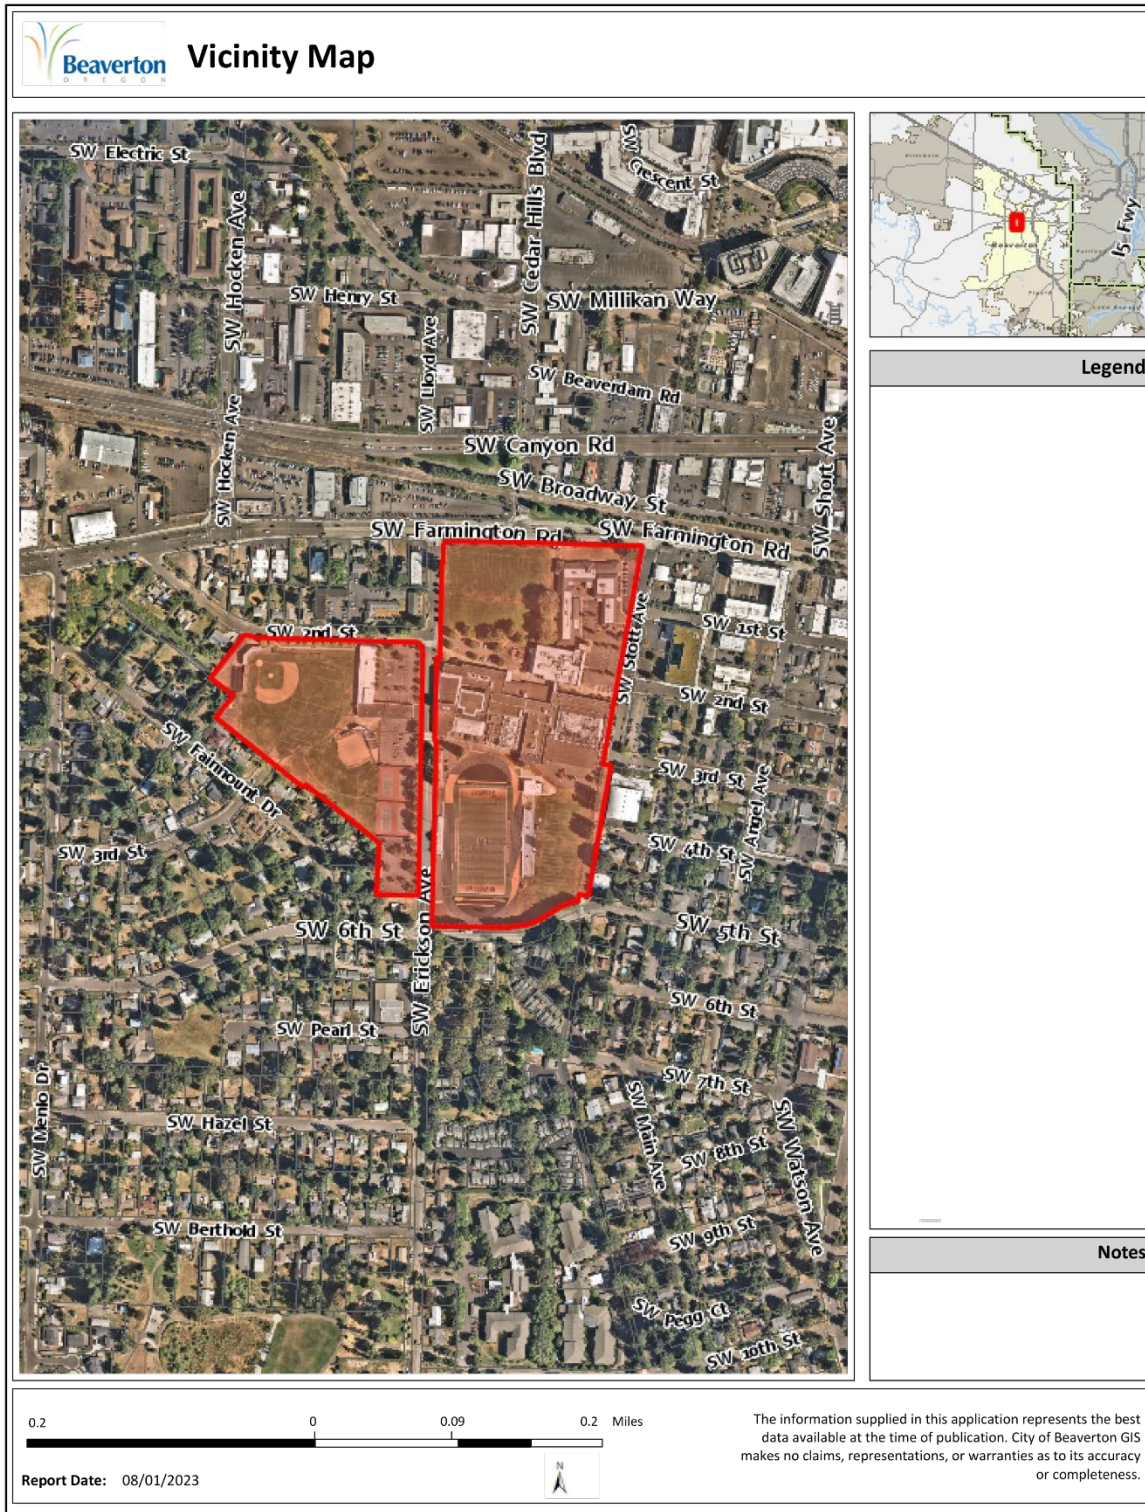 Beaverton
OREGON
Vicinity Map
SW Electric St
SW Hocken Ave
SW Cedar Hills Blvd
SW Crescent St
SW Henry St
SW Millikan Way
SW Lloyd Ave
SW Beaverdam Rd
SW Hocken Ave
SW Canyon Rd
SW Short Ave
SW Broadway St
SW Farmington Rd
SW Farmington Rd
SW 2nd St
SW Stott Ave
SW 1st St
SW 2nd St
SW Fairmount Dr
SW 3rd St
SW Angel Ave
SW 3rd St
SW 4th St
SW Erickson Ave
SW 6th St
SW 5th St
SW 6th St
SW Pearl St
SW 7th St
SW Menlo Dr
SW Main Ave
SW Watson Ave
SW Hazel St
SW 8th St
SW Berthold St
SW 9th St
SW Pegg Ct
SW 10th St
Beaverton
I5 Fwy
Legend
Notes
0.2
0
0.09
0.2 Miles
Report Date: 08/01/2023
N
The information supplied in this application represents the best
data available at the time of publication. City of Beaverton GIS
makes no claims, representations, or warranties as to its accuracy
or completeness.